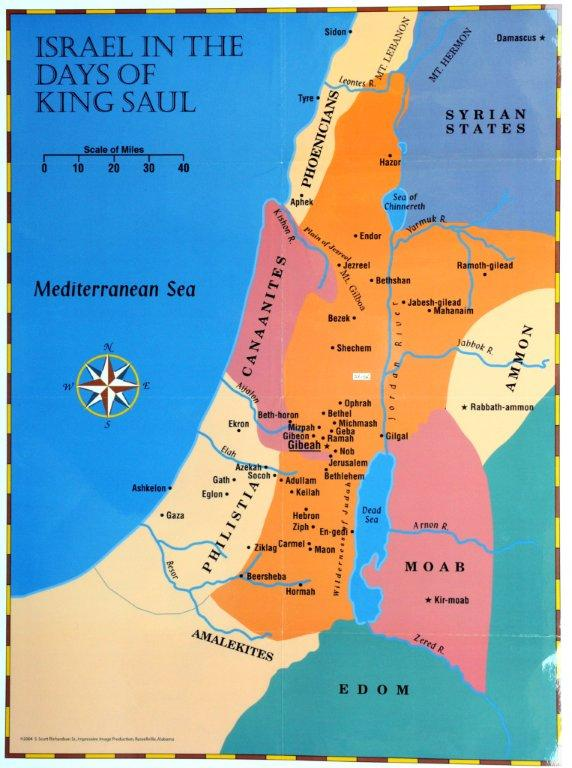 ISRAEL IN THE
DAYS OF
KING SAUL
Scale of Miles
0 10 20 30 40
Sidon
MT. LEBANON
MT. HERMON
Damascus
Leontes R.
Tyre
PHOENICIANS
SYRIAN
STATES
Hazor
Aphek
Sea of
Chinnereth
Kishon R.
Yarmuk R.
Plain of Jezreel
Endor
Jezreel
Ramoth-gilead
Mt. Gilboa
Bethshan
Mediterranean Sea
CANAANITES
Jabesh-gilead
Mahanaim
Bezek
Jordan River
AMMON
Shechem
Jabbok R.
N
W
E
S
Aijalon
Ophrah
Rabbath-ammon
Beth-horon
Bethel
Ekron
Mizpah
Michmash
Geba
Gibeon
Ramah
Gilgal
Gibeah
Nob
Elah
Jerusalem
Azekah
Socoh
Bethlehem
Gath
Adullam
Ashkelon
Eglon
Keilah
Wilderness of Judah
Dead
Sea
Gaza
PHILISTIA
Hebron
Ziph
En-gedi
Arnon R.
Ziklag
Carmel
Maon
Besor
MOAB
Beersheba
Hormah
Kir-moab
AMALEKITES
Zered R.
EDOM